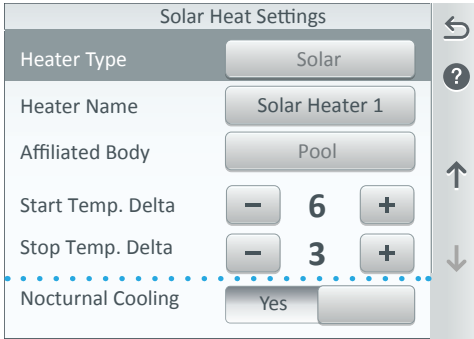 Solar Heat Settings
Heater Type Solar
Heater Name Solar Heater 1
Affiliated Body Pool
Start Temp. Delta − 6 +
Stop Temp. Delta − 3 +
Nocturnal Cooling Yes
?